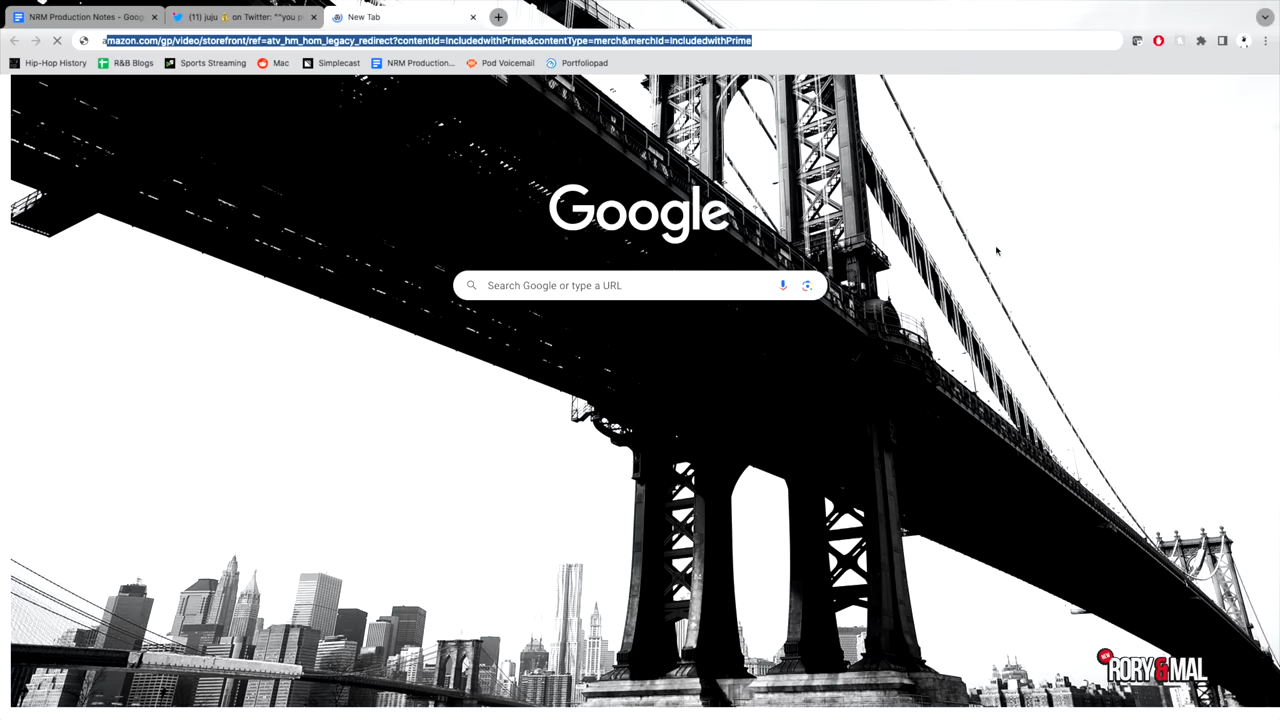 NRM Production Notes - Goog
(11) juju 👼 on Twitter: "*you p
New Tab
amazon.com/gp/video/storefront/ref=atv_hm_hom_legacy_redirect?contentId=IncludedwithPrime&contentType=merch&merchId=IncludedwithPrime
Hip-Hop History
R&B Blogs
Sports Streaming
Mac
Simplecast
NRM Production...
Pod Voicemail
Portfoliopad
Google
Search Google or type a URL
NEW
RORY&MAL